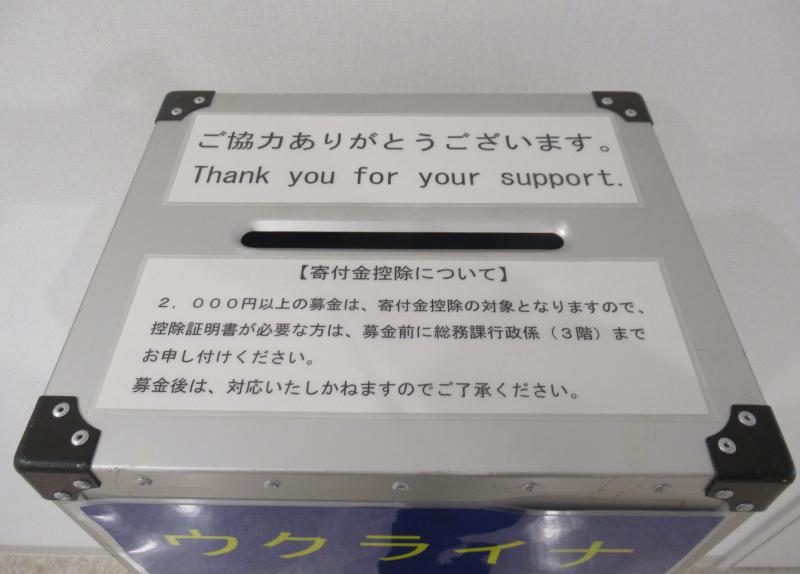 ご協力ありがとうございます。
Thank you for your support.
【寄付金控除について】
2,000円以上の募金は、寄付金控除の対象となりますので、
控除証明書が必要な方は、募金前に総務課行政係(3階)まで
お申し付けください。
募金後は、対応いたしかねますのでご了承ください。
ウクライナ